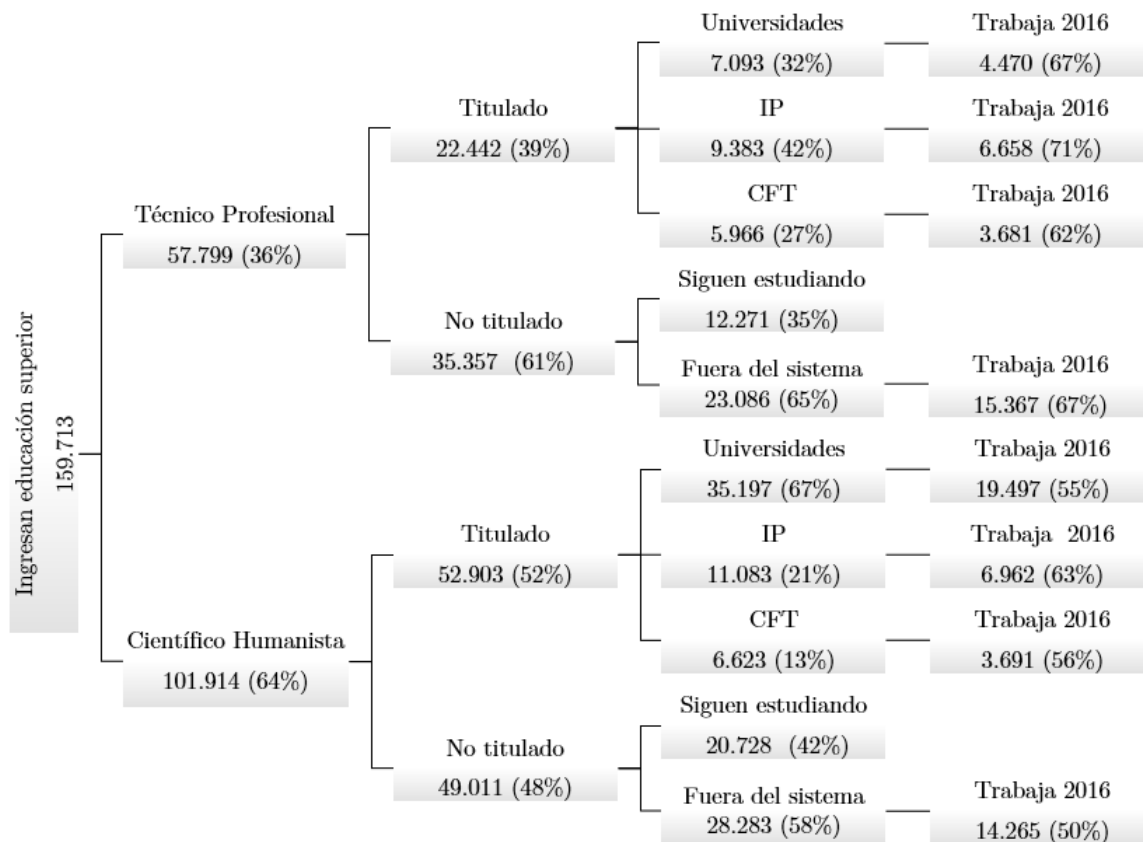 Ingresan educación superior
159.713
Técnico Profesional
57.799 (36%)
Titulado
22.442 (39%)
Universidades
7.093 (32%)
Trabaja 2016
4.470 (67%)
IP
9.383 (42%)
Trabaja 2016
6.658 (71%)
CFT
5.966 (27%)
Trabaja 2016
3.681 (62%)
No titulado
35.357 (61%)
Siguen estudiando
12.271 (35%)
Fuera del sistema
23.086 (65%)
Trabaja 2016
15.367 (67%)
Científico Humanista
101.914 (64%)
Titulado
52.903 (52%)
Universidades
35.197 (67%)
Trabaja 2016
19.497 (55%)
IP
11.083 (21%)
Trabaja 2016
6.962 (63%)
CFT
6.623 (13%)
Trabaja 2016
3.691 (56%)
No titulado
49.011 (48%)
Siguen estudiando
20.728 (42%)
Fuera del sistema
28.283 (58%)
Trabaja 2016
14.265 (50%)